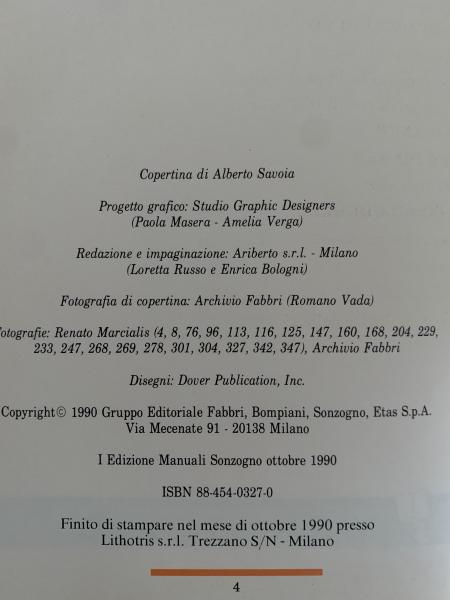 Copertina di Alberto Savoia
Progetto grafico: Studio Graphic Designers
(Paola Masera - Amelia Verga)
Redazione e impaginazione: Ariberto s.r.l. - Milano
(Loretta Russo e Enrica Bologni)
Fotografia di copertina: Archivio Fabbri (Romano Vada)
otografie: Renato Marcialis (4, 8, 76, 96, 113, 116, 125, 147, 160, 168, 204, 229,
233, 247, 268, 269, 278, 301, 304, 327, 342, 347), Archivio Fabbri
Disegni: Dover Publication, Inc.
Copyright© 1990 Gruppo Editoriale Fabbri, Bompiani, Sonzogno, Etas S.p.A.
Via Mecenate 91 - 20138 Milano
I Edizione Manuali Sonzogno ottobre 1990
ISBN 88-454-0327-0
Finito di stampare nel mese di ottobre 1990 presso
Lithotris s.r.l. Trezzano S/N - Milano
4